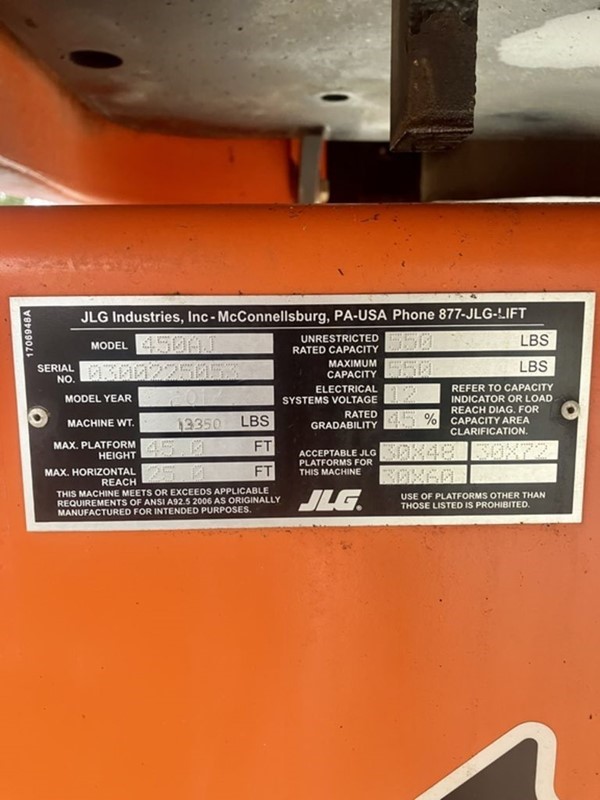 1706948A
JLG Industries, Inc - McConnellsburg, PA-USA Phone 877-JLG-LIFT
MODEL 450AJ
SERIAL NO. 0300225053
MODEL YEAR
MACHINE WT. 13350 LBS
MAX. PLATFORM HEIGHT 45.0 FT
MAX. HORIZONTAL REACH 25.0 FT
THIS MACHINE MEETS OR EXCEEDS APPLICABLE
REQUIREMENTS OF ANSI A92.5 2006 AS ORIGINALLY
MANUFACTURED FOR INTENDED PURPOSES.
UNRESTRICTED RATED CAPACITY 550 LBS
MAXIMUM CAPACITY 550 LBS
ELECTRICAL SYSTEMS VOLTAGE 12
RATED GRADABILITY 45 %
REFER TO CAPACITY
INDICATOR OR LOAD
REACH DIAG. FOR
CAPACITY AREA
CLARIFICATION.
ACCEPTABLE JLG
PLATFORMS FOR
THIS MACHINE
30X48 30X72
30X60
JLG
USE OF PLATFORMS OTHER THAN
THOSE LISTED IS PROHIBITED.